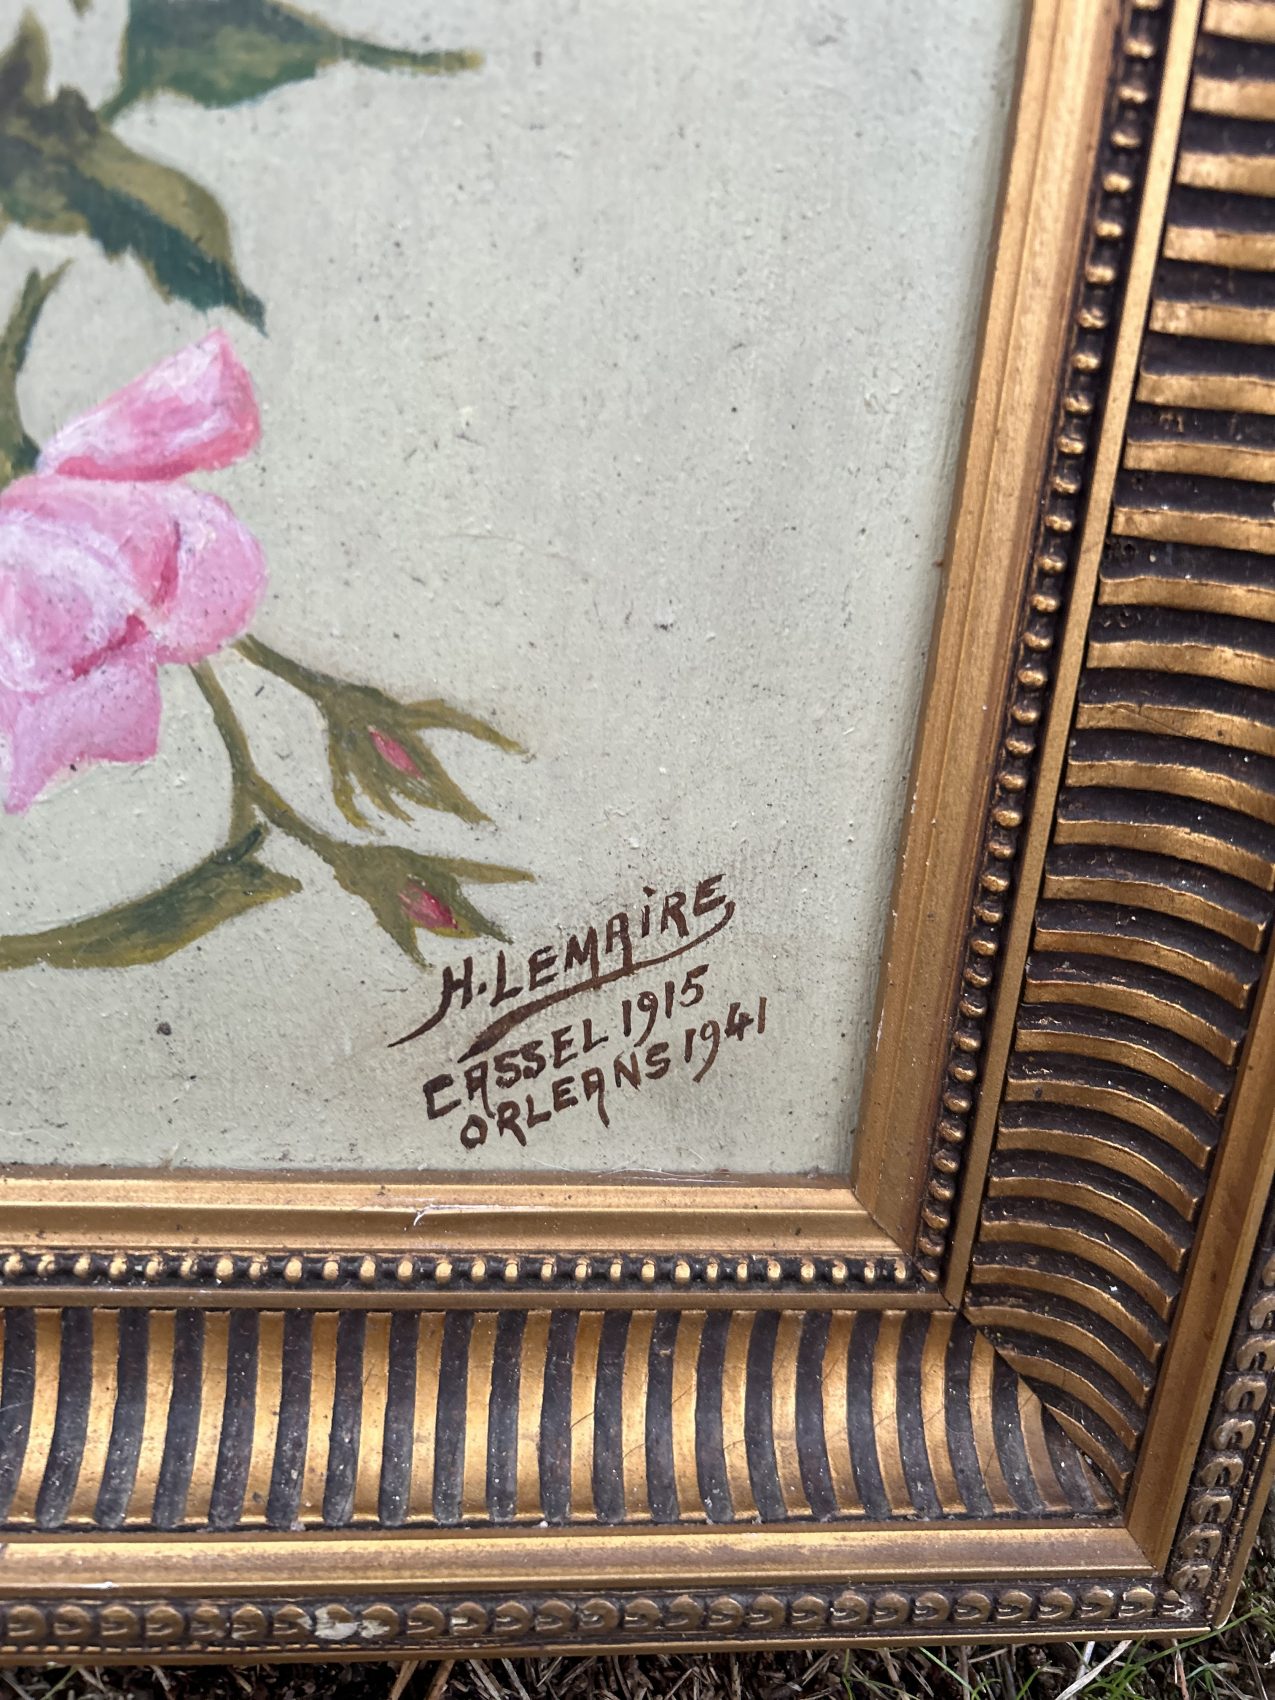 H. LEMAIRE
CASSEL 1915
ORLEANS 1941